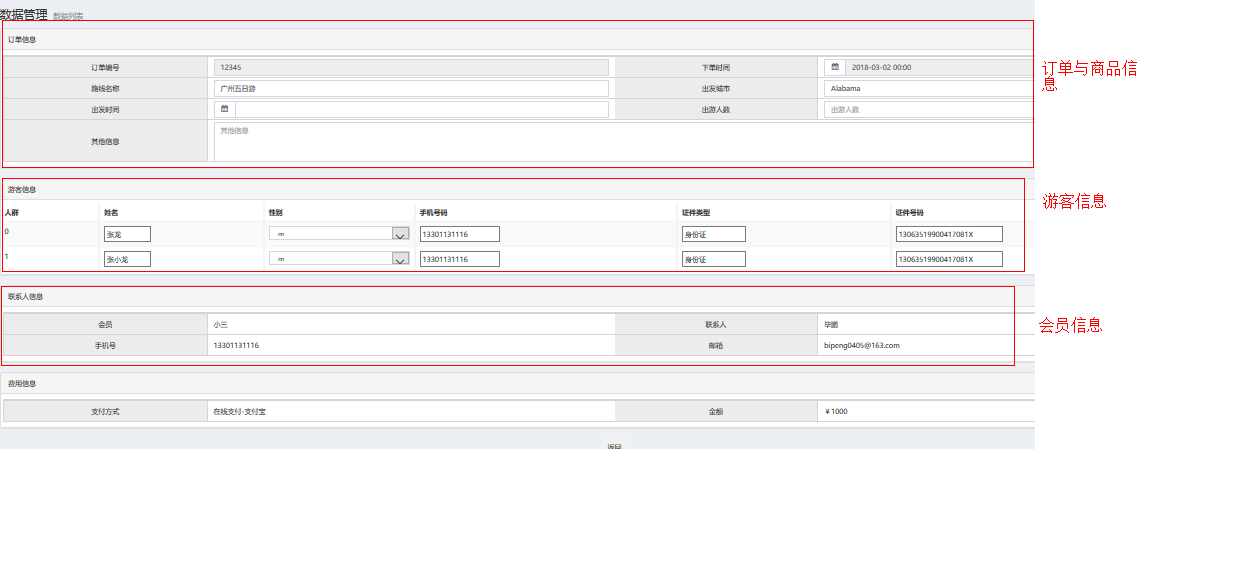 数据管理 数据列表
订单信息
订单编号 12345 下单时间 2018-03-02 00:00
订单与商品信
息
路线名称 广州五日游 出发城市 Alabama
出发时间 出游人数 出游人数
其他信息 其他信息
游客信息
游客信息
人群 姓名 性别 手机号码 证件类型 证件号码
0 张龙 m 13301131116 身份证 13063519900417081X
1 张小龙 m 13301131116 身份证 13063519900417081X
联系人信息
会员 小三 联系人 毕鹏
会员信息
手机号 13301131116 邮箱 bipeng0405@163.com
费用信息
支付方式 在线支付-支付宝 金额 ¥ 1000
返回